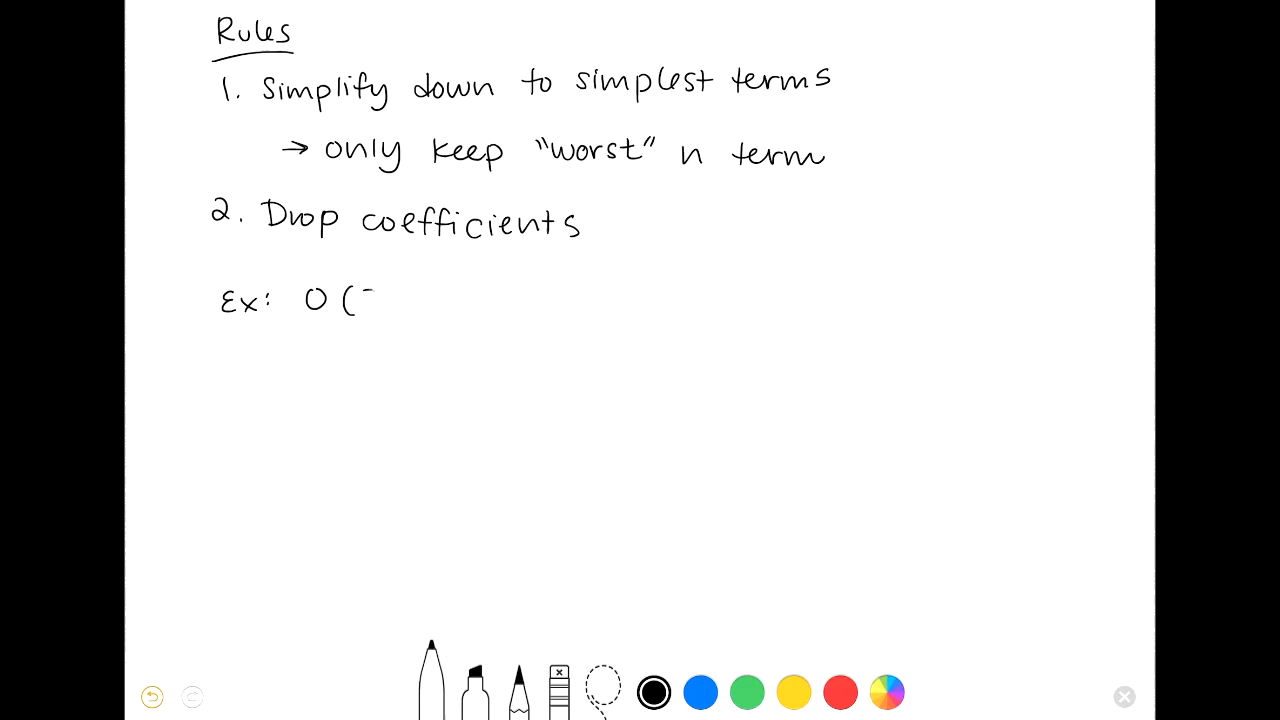 Rules
1. Simplify down to simplest terms
→ only keep "worst" n term
2. Drop coefficients
Ex: O (